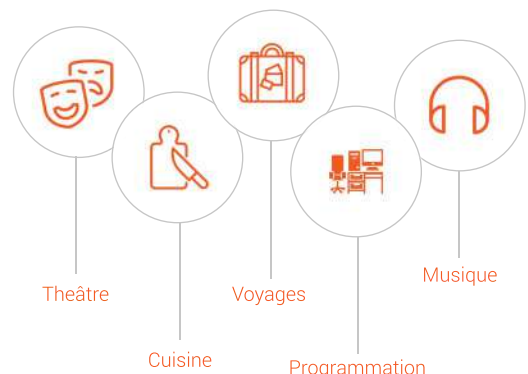 Theâtre
Cuisine
Voyages
Programmation
Musique